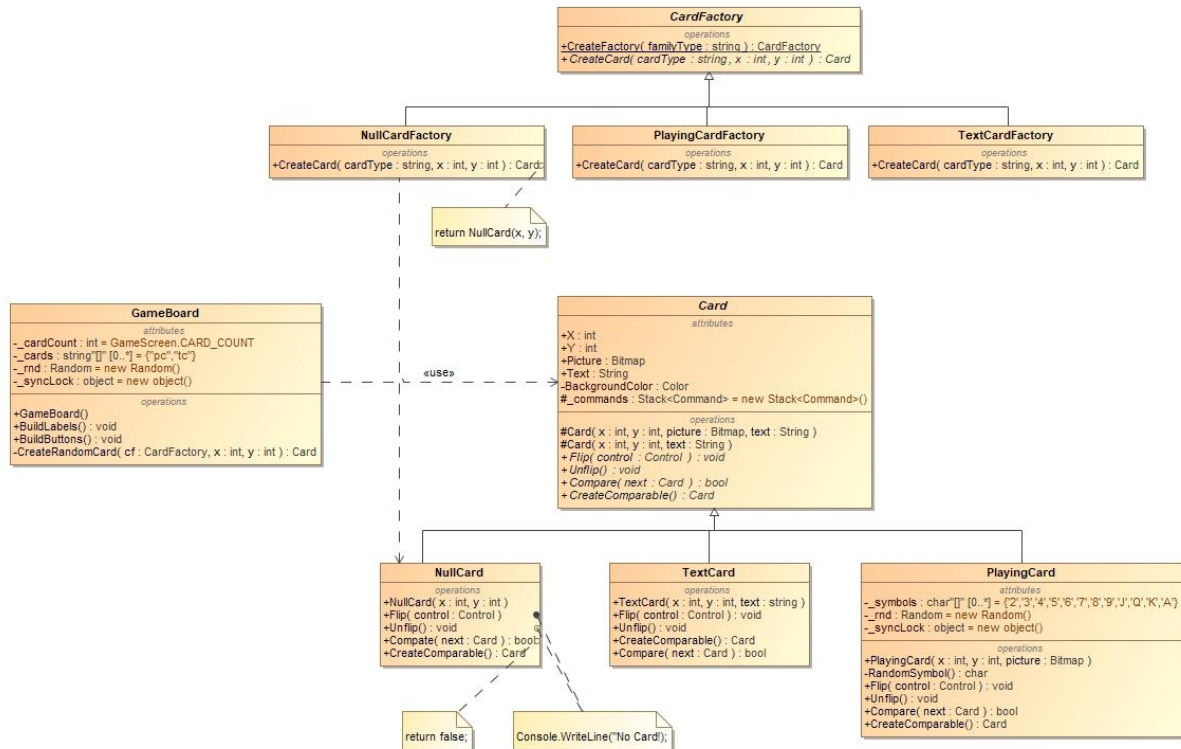 CardFactory
operations
+CreateFactory( familyType : string ) : CardFactory
+CreateCard( cardType : string, x : int, y : int ) : Card
NullCardFactory
operations
+CreateCard( cardType : string, x : int, y : int ) : Card
PlayingCardFactory
operations
+CreateCard( cardType : string, x : int, y : int ) : Card
TextCardFactory
operations
+CreateCard( cardType : string, x : int, y : int ) : Card
return NullCard(x, y);
GameBoard
attributes
-_cardCount : int = GameScreen.CARD_COUNT
-_cards : string"[]" [0..*] = {"pc","tc"}
-_rnd : Random = new Random()
-_syncLock : object = new object()
operations
+GameBoard()
+BuildLabels() : void
+BuildButtons() : void
-CreateRandomCard( cf : CardFactory, x : int, y : int ) : Card
«use»
Card
attributes
+X : int
+Y : int
+Picture : Bitmap
+Text : String
-BackgroundColor : Color
#_commands : Stack<Command> = new Stack<Command>()
operations
#Card( x : int, y : int, picture : Bitmap, text : String )
#Card( x : int, y : int, text : String )
+Flip( control : Control ) : void
+Unflip() : void
+Compare( next : Card ) : bool
+CreateComparable() : Card
NullCard
operations
+NullCard( x : int, y : int )
+Flip( control : Control )
+Unflip() : void
+Compate( next : Card ) : bool
+CreateComparable() : Card
TextCard
operations
+TextCard( x : int, y : int, text : string )
+Flip( control : Control ) : void
+Unflip() : void
+CreateComparable() : Card
+Compare( next : Card ) : bool
PlayingCard
attributes
-_symbols : char"[]" [0..*] = {'2','3','4','5','6','7','8','9','J','Q','K','A'}
-_rnd : Random = new Random()
-_syncLock : object = new object()
operations
+PlayingCard( x : int, y : int, picture : Bitmap )
-RandomSymbol() : char
+Flip( control : Control ) : void
+Unflip() : void
+Compare( next : Card ) : bool
+CreateComparable() : Card
return false;
Console.WriteLine("No Card!);